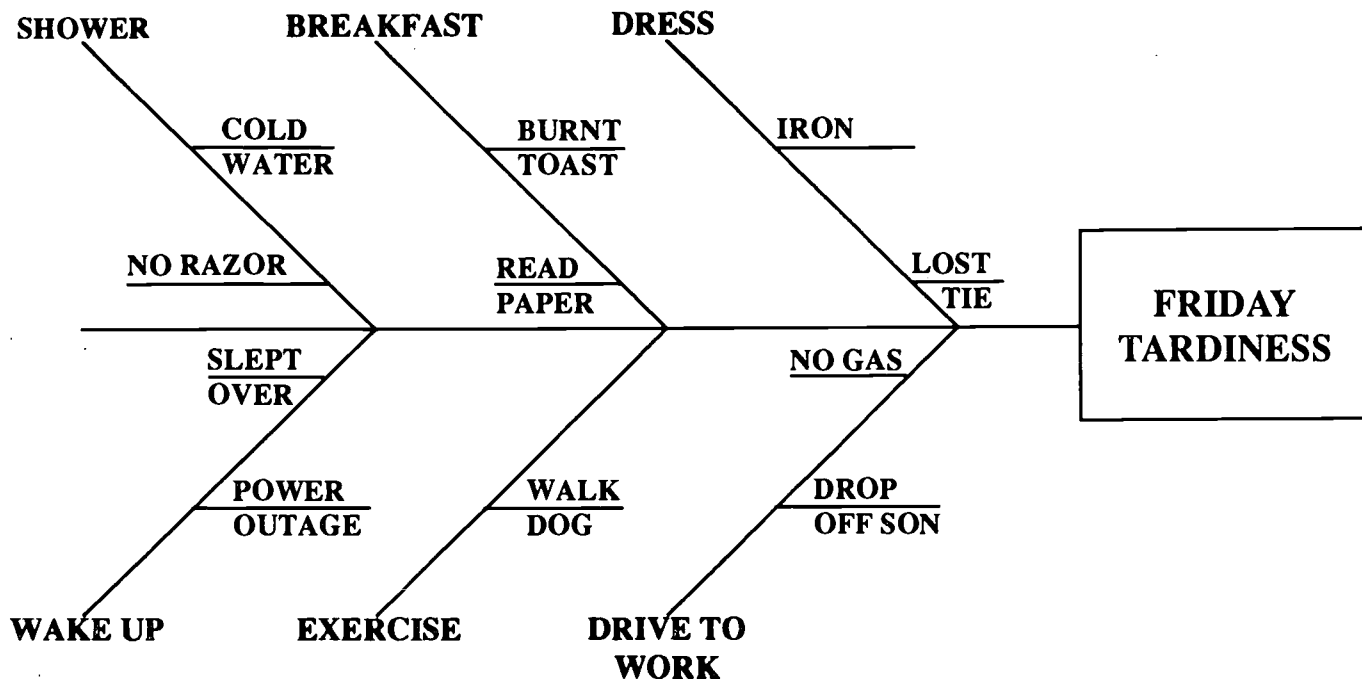 SHOWER
BREAKFAST
DRESS
COLD
WATER
BURNT
TOAST
IRON
NO RAZOR
READ
PAPER
LOST
TIE
FRIDAY
TARDINESS
SLEPT
OVER
NO GAS
POWER
OUTAGE
WALK
DOG
DROP
OFF SON
WAKE UP
EXERCISE
DRIVE TO
WORK